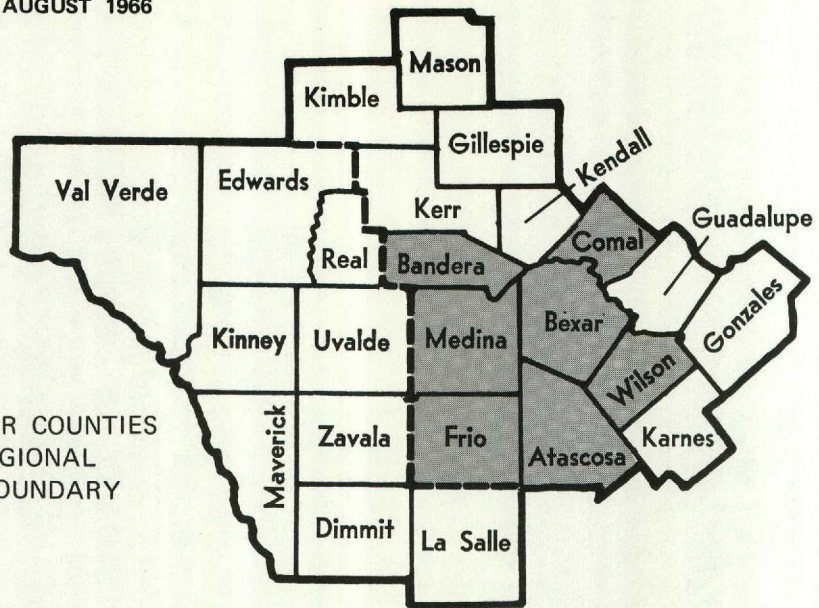 AUGUST 1966
Mason
Kimble
Gillespie
Kendall
Val Verde
Edwards
Kerr
Guadalupe
Comal
Real
Bandera
Gonzales
Kinney
Uvalde
Medina
Bexar
Wilson
R COUNTIES
GIONAL
OUNDARY
Maverick
Zavala
Frio
Atascosa
Karnes
Dimmit
La Salle